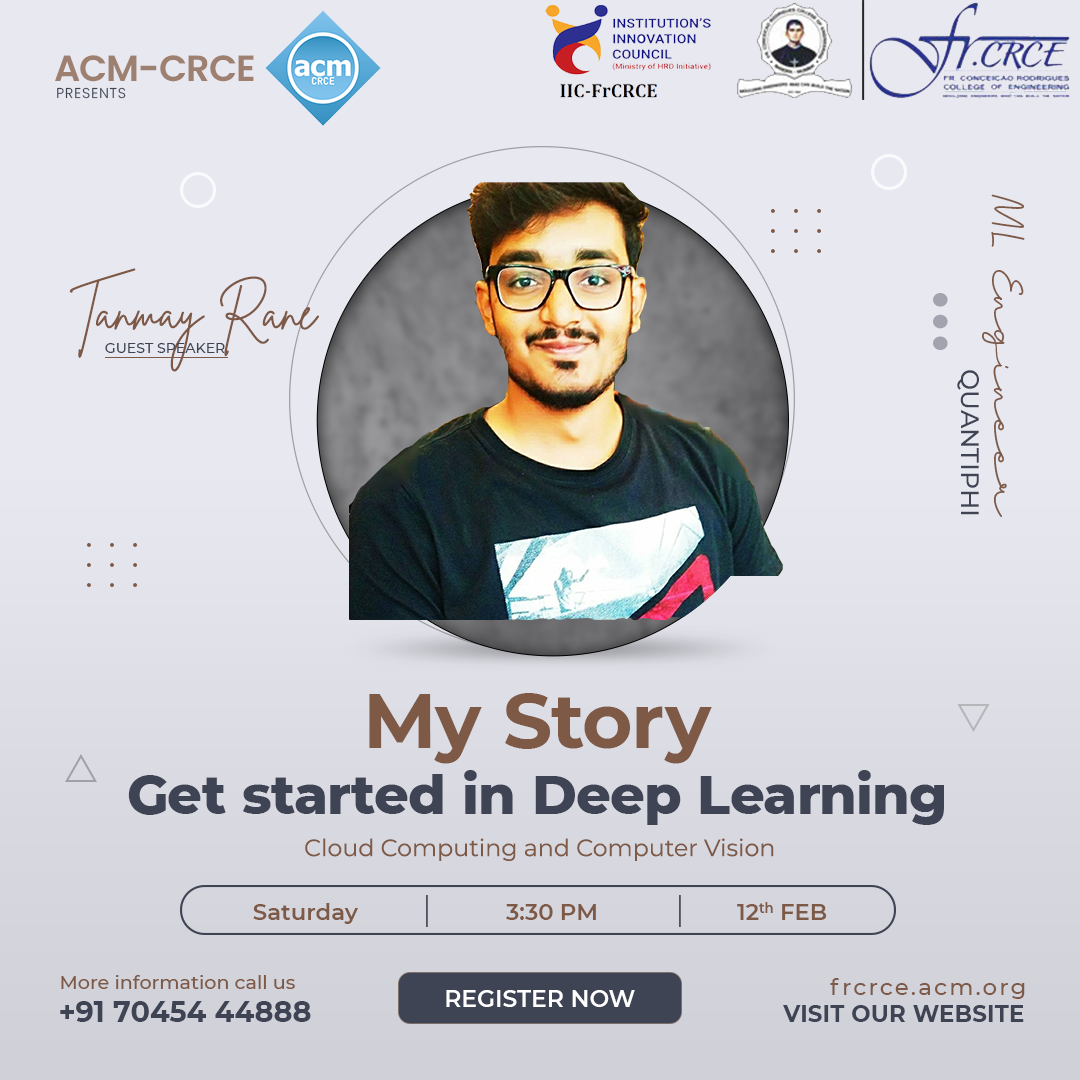 ACM-CRCE
PRESENTS
acm
CRCE
INSTITUTION'S
INNOVATION
COUNCIL
(Ministry of HRD Initiative)
IIC-FrCRCE
Fr.CRCE
FR. CONCEICAO RODRIGUES
COLLEGE OF ENGINEERING
Tanmay Rane
GUEST SPEAKER
ML Engineer
QUANTIPHI
My Story
Get started in Deep Learning
Cloud Computing and Computer Vision
Saturday
3:30 PM
12th FEB
More information call us
+91 70454 44888
REGISTER NOW
frcrce.acm.org
VISIT OUR WEBSITE